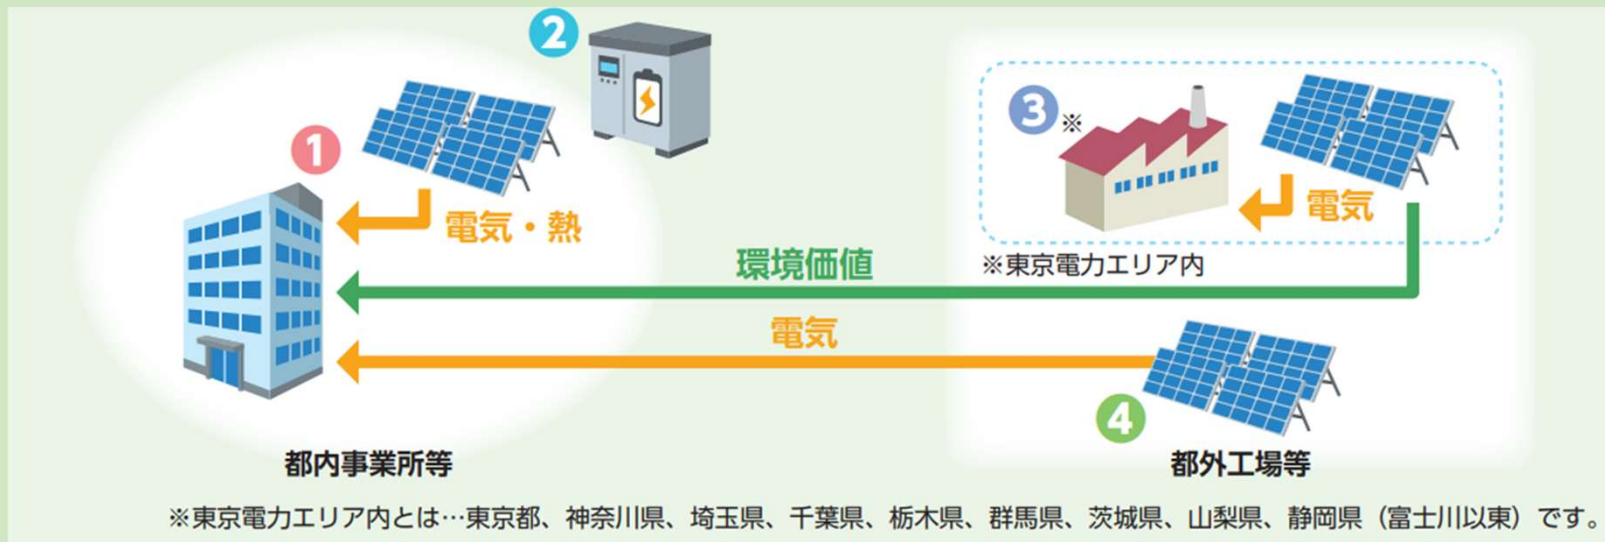 2
1
電気・熱
3
※
電気
※東京電力エリア内
環境価値
電気
4
都内事業所等
都外工場等
※東京電力エリア内とは…東京都、神奈川県、埼玉県、千葉県、栃木県、群馬県、茨城県、山梨県、静岡県（富士川以東）です。